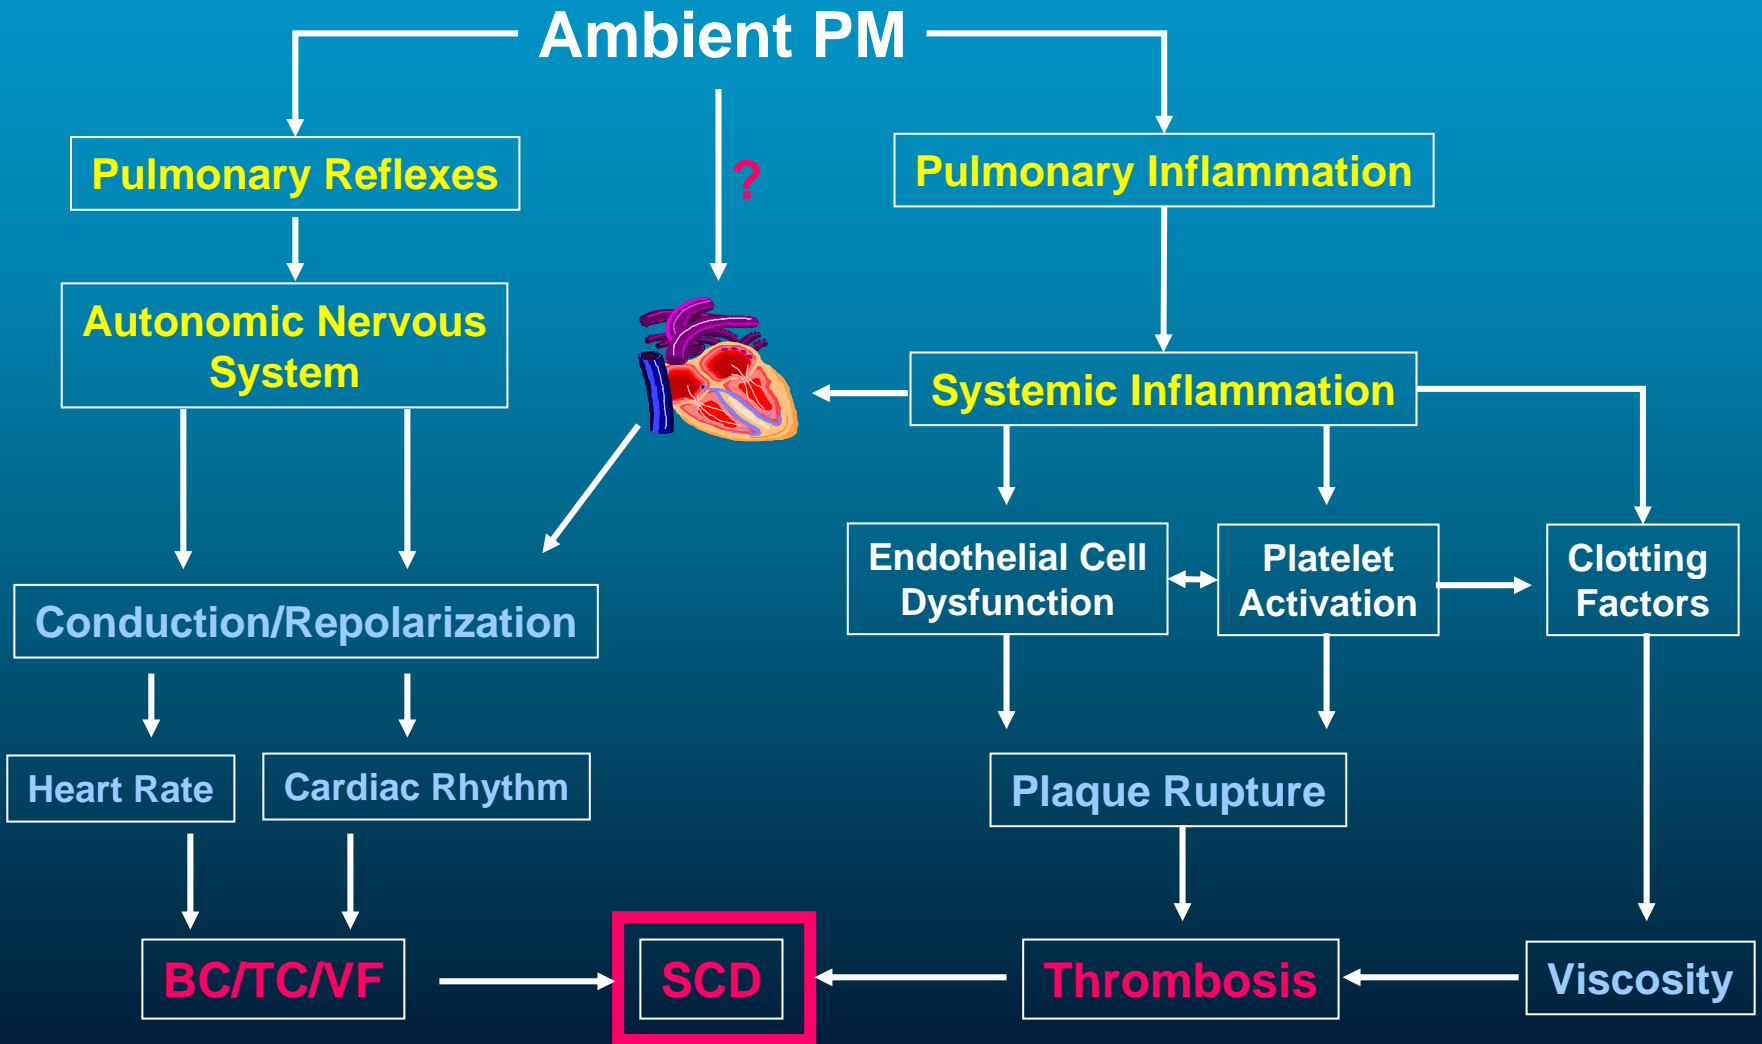 Ambient PM
Pulmonary Reflexes
?
Pulmonary Inflammation
Autonomic Nervous
System
Systemic Inflammation
Endothelial Cell
Dysfunction
Platelet
Activation
Clotting
Factors
Conduction/Repolarization
Heart Rate
Cardiac Rhythm
Plaque Rupture
BC/TC/VF
SCD
Thrombosis
Viscosity